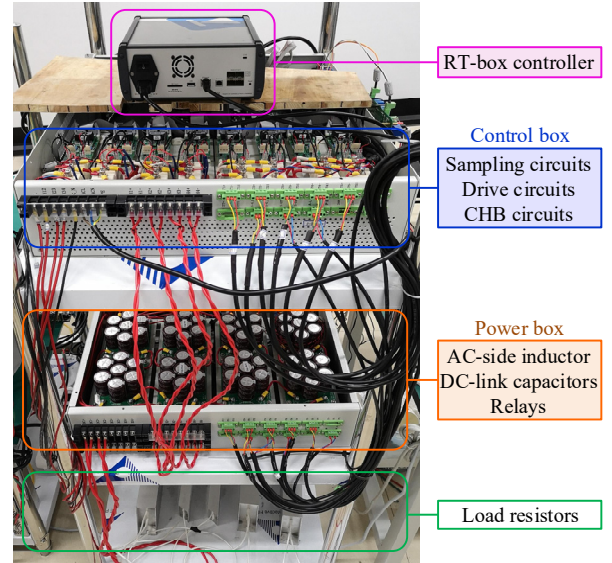 RT-box controller
Control box
Sampling circuits
Drive circuits
CHB circuits
Power box
AC-side inductor
DC-link capacitors
Relays
Load resistors